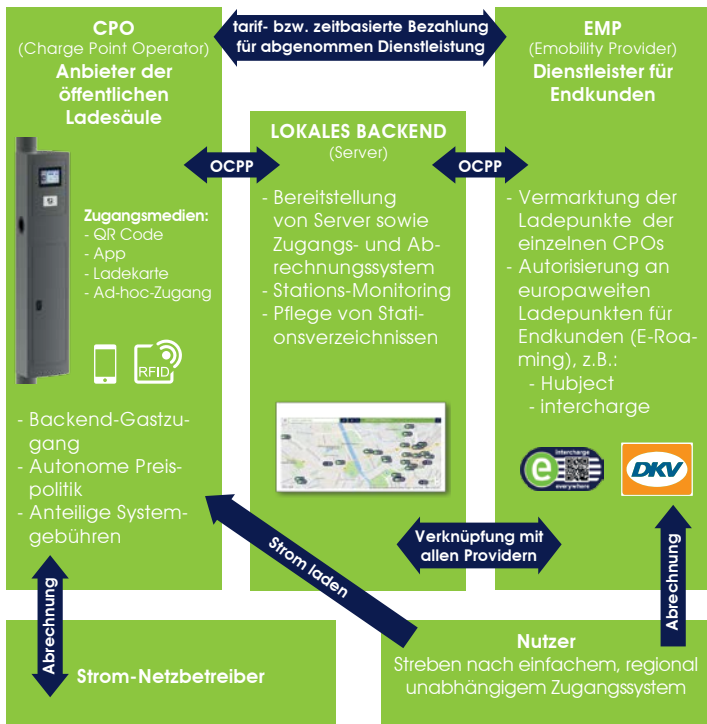 CPO
(Charge Point Operator)
Anbieter der
öffentlichen
Ladesäule
tarif- bzw. zeitbasierte Bezahlung
für abgenommen Dienstleistung
EMP
(Emobility Provider)
Dienstleister für
Endkunden
LOKALES BACKEND
(Server)
OCPP
OCPP
Zugangsmedien:
- QR Code
- App
- Ladekarte
- Ad-hoc-Zugang
RFID
- Backend-Gastzu-
gang
- Autonome Preis-
politik
- Anteilige System-
gebühren
- Bereitstellung
von Server sowie
Zugangs- und Ab-
rechnungssystem
- Stations-Monitoring
- Pflege von Stati-
onsverzeichnissen
- Vermarktung der
Ladepunkte der
einzelnen CPOs
- Autorisierung an
europaweiten
Ladepunkten für
Endkunden (E-Roa-
ming), z.B.:
- Hubject
- intercharge
intercharge
e
everywhere
DKV
Verknüpfung mit
allen Providern
Strom laden
Abrechnung
Abrechnung
Strom-Netzbetreiber
Nutzer
Streben nach einfachem, regional
unabhängigem Zugangssystem